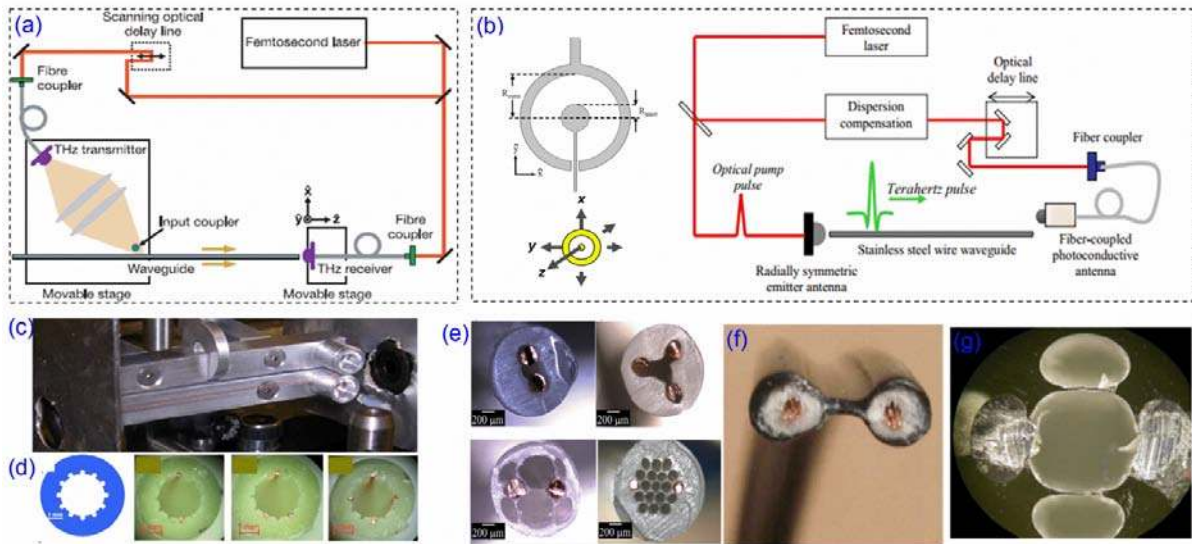 (a)
Scanning optical
delay line
Femtosecond laser
Fibre
coupler
THz transmitter
Input coupler
Waveguide
Movable stage
x̂
ŷ
ẑ
Fibre
coupler
THz receiver
Movable stage
(b)
x
y
z
Femtosecond
laser
Dispersion
compensation
Optical
delay line
Fiber coupler
Optical pump
pulse
Terahertz pulse
Stainless steel wire waveguide
Radially symmetric
emitter antenna
Fiber-coupled
photoconductive
antenna
(c)
(d)
(e)
200 μm
200 μm
200 μm
200 μm
(f)
(g)